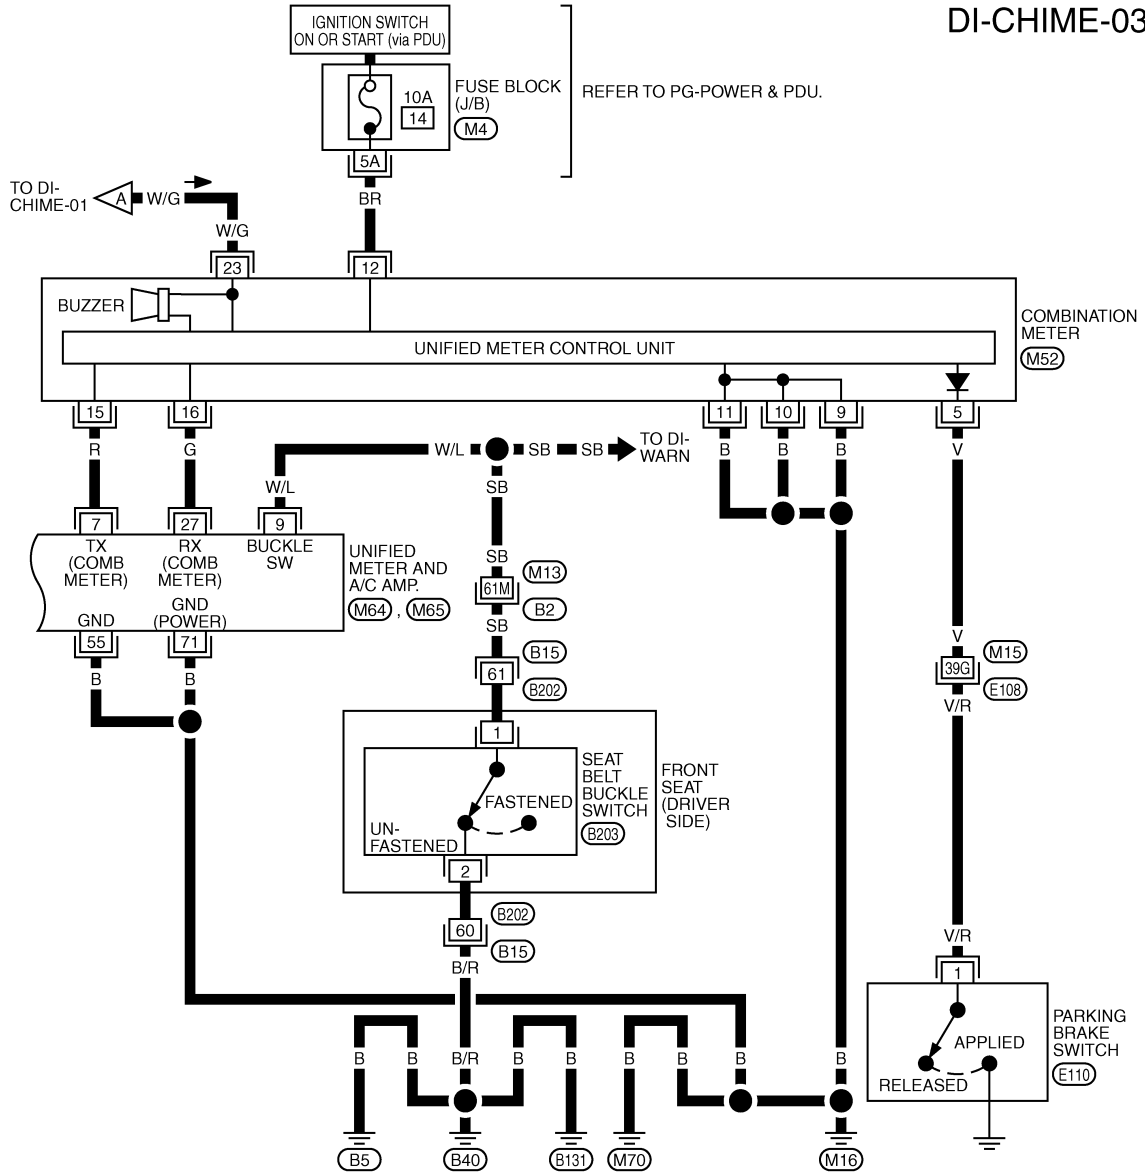 DI-CHIME-03
IGNITION SWITCH
ON OR START (via PDU)
10A
14
FUSE BLOCK
(J/B)
M4
REFER TO PG-POWER & PDU.
5A
TO DI-
CHIME-01
A
W/G
BR
W/G
23
12
BUZZER
COMBINATION
METER
M52
UNIFIED METER CONTROL UNIT
15
16
11
10
9
5
R
G
W/L
SB
SB
TO DI-
WARN
B
B
B
V
W/L
SB
7
27
9
TX
(COMB
METER)
RX
(COMB
METER)
BUCKLE
SW
UNIFIED
METER AND
A/C AMP.
M64 , M65
GND
GND
(POWER)
55
71
B
B
SB
61M
M13
B2
SB
61
B15
B202
V
39G
M15
E108
V/R
1
SEAT
BELT
BUCKLE
SWITCH
B203
FASTENED
UN-
FASTENED
FRONT
SEAT
(DRIVER
SIDE)
2
60
B202
B15
B/R
V/R
1
PARKING
BRAKE
SWITCH
E110
APPLIED
RELEASED
B
B
B/R
B
B
B
B
B
B
B5
B40
B131
M70
M16